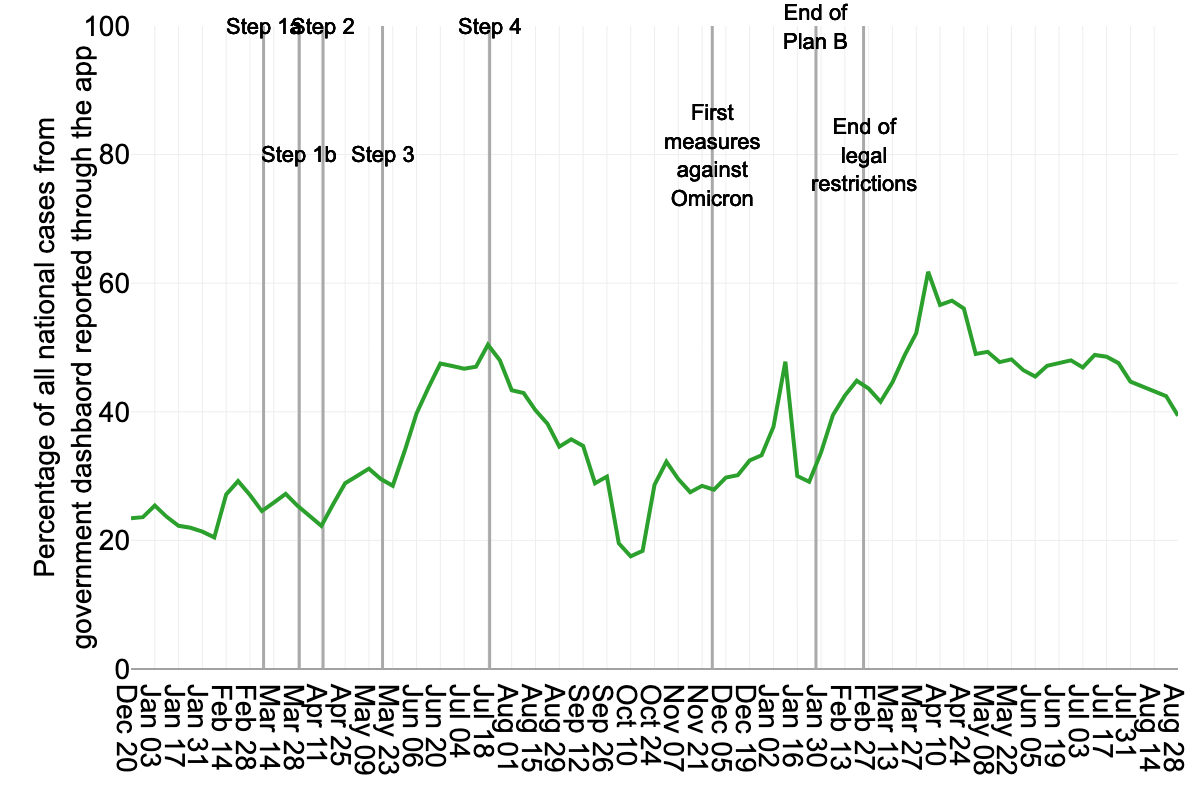 Percentage of all national cases from
government dashbaord reported through the app
100
80
60
40
20
0
Step 1a
Step 2
Step 4
End of
Plan B
Step 1b
Step 3
First
measures
against
Omicron
End of
legal
restrictions
Dec 20
Jan 03
Jan 17
Jan 31
Feb 14
Feb 28
Mar 14
Mar 28
Apr 11
Apr 25
May 09
May 23
Jun 06
Jun 20
Jul 04
Jul 18
Aug 01
Aug 15
Aug 29
Sep 12
Sep 26
Oct 10
Oct 24
Nov 07
Nov 21
Dec 05
Dec 19
Jan 02
Jan 16
Jan 30
Feb 13
Feb 27
Mar 13
Mar 27
Apr 10
Apr 24
May 08
May 22
Jun 05
Jun 19
Jul 03
Jul 17
Jul 31
Aug 14
Aug 28